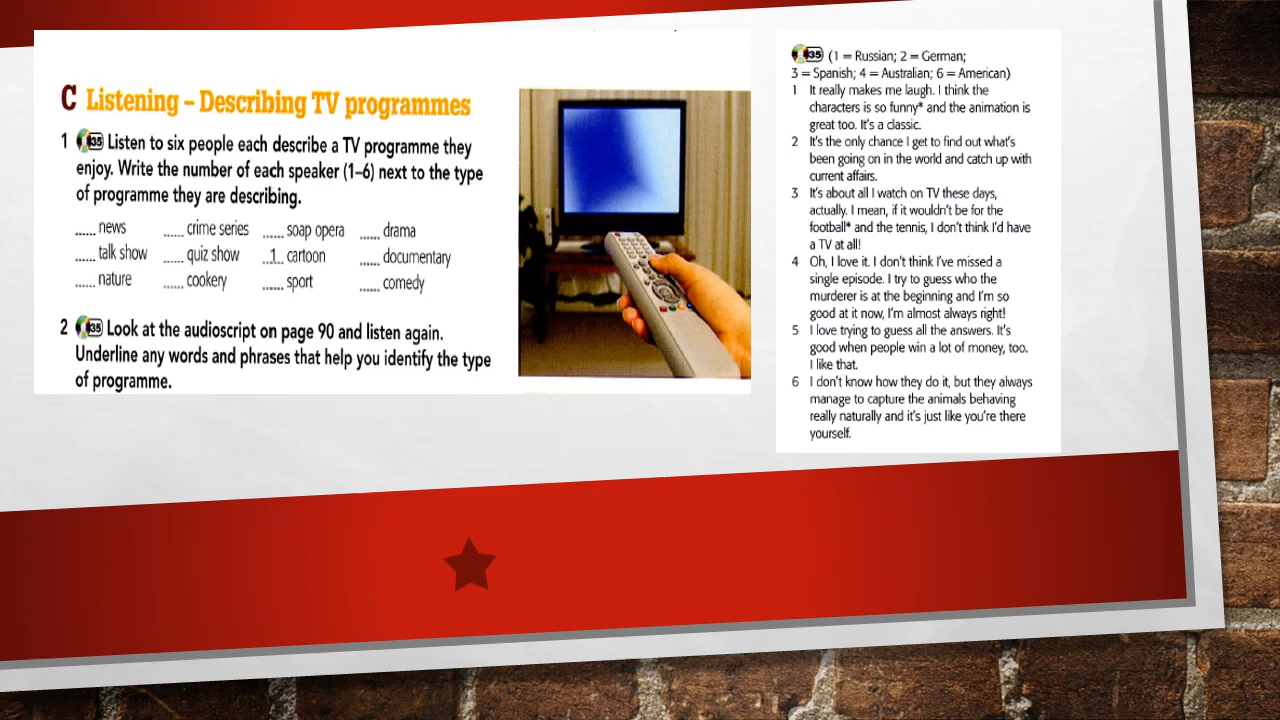 C Listening – Describing TV programmes
1 35 Listen to six people each describe a TV programme they
enjoy. Write the number of each speaker (1–6) next to the type
of programme they are describing.
...... news ...... crime series ...... soap opera ...... drama
...... talk show ...... quiz show ...1... cartoon ...... documentary
...... nature ...... cookery ...... sport ...... comedy
2 35 Look at the audioscript on page 90 and listen again.
Underline any words and phrases that help you identify the type
of programme.
35 (1 = Russian; 2 = German;
3 = Spanish; 4 = Australian; 6 = American)
1 It really makes me laugh. I think the
characters is so funny* and the animation is
great too. It's a classic.
2 It's the only chance I get to find out what's
been going on in the world and catch up with
current affairs.
3 It's about all I watch on TV these days,
actually. I mean, if it wouldn't be for the
football* and the tennis, I don't think I'd have
a TV at all!
4 Oh, I love it. I don't think I've missed a
single episode. I try to guess who the
murderer is at the beginning and I'm so
good at it now, I'm almost always right!
5 I love trying to guess all the answers. It's
good when people win a lot of money, too.
I like that.
6 I don't know how they do it, but they always
manage to capture the animals behaving
really naturally and it's just like you're there
yourself.